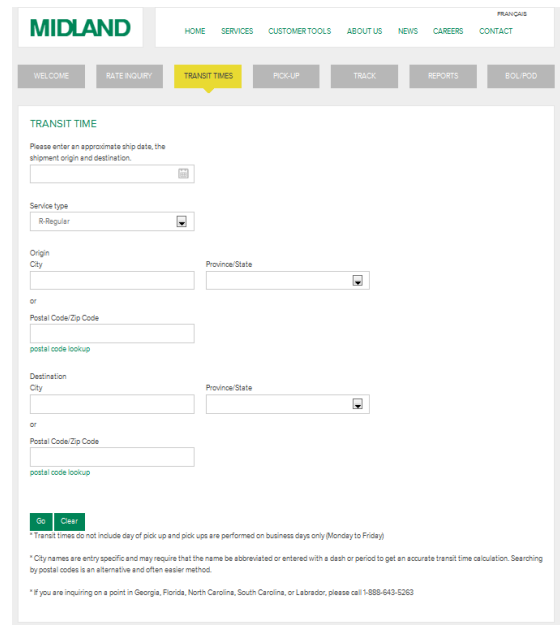 FRANÇAIS
MIDLAND
HOME SERVICES CUSTOMER TOOLS ABOUT US NEWS CAREERS CONTACT
WELCOME RATE INQUIRY TRANSIT TIMES PICK-UP TRACK REPORTS BOL/POD
TRANSIT TIME
Please enter an approximate ship date, the
shipment origin and destination.
Service type
R-Regular
Origin
City Province/State
or
Postal Code/Zip Code
postal code lookup
Destination
City Province/State
or
Postal Code/Zip Code
postal code lookup
Go Clear
* Transit times do not include day of pick up and pick ups are performed on business days only (Monday to Friday)
* City names are entry specific and may require that the name be abbreviated or entered with a dash or period to get an accurate transit time calculation. Searching
by postal codes is an alternative and often easier method.
* If you are inquiring on a point in Georgia, Florida, North Carolina, South Carolina, or Labrador, please call 1-888-643-5263